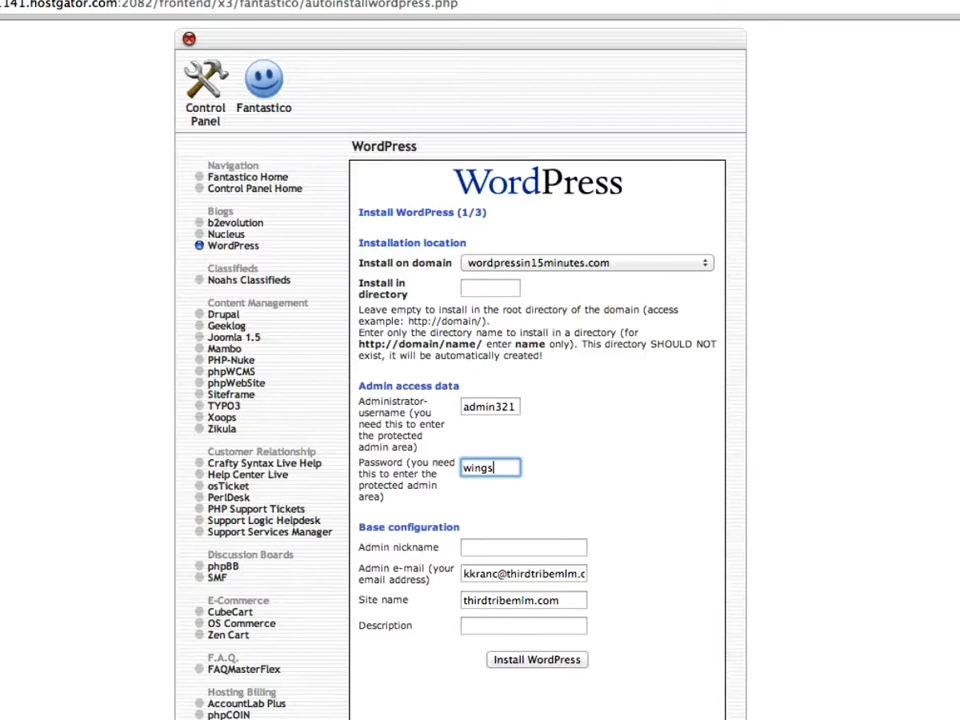 141.hostgator.com:2082/frontend/x3/fantastico/autoinstallwordpress.php
Control Panel
Fantastico
WordPress
Navigation
Fantastico Home
Control Panel Home
Blogs
b2evolution
Nucleus
WordPress
Classifieds
Noahs Classifieds
Content Management
Drupal
Geeklog
Joomla 1.5
Mambo
PHP-Nuke
phpWCMS
phpWebSite
Siteframe
TYPO3
Xoops
Zikula
Customer Relationship
Crafty Syntax Live Help
Help Center Live
osTicket
PerlDesk
PHP Support Tickets
Support Logic Helpdesk
Support Services Manager
Discussion Boards
phpBB
SMF
E-Commerce
CubeCart
OS Commerce
Zen Cart
F.A.Q.
FAQMasterFlex
Hosting Billing
AccountLab Plus
phpCOIN
WordPress
Install WordPress (1/3)
Installation location
Install on domain wordpressin15minutes.com
Install in
directory
Leave empty to install in the root directory of the domain (access
example: http://domain/).
Enter only the directory name to install in a directory (for
http://domain/name/ enter name only). This directory SHOULD NOT
exist, it will be automatically created!
Admin access data
Administrator-
username (you
need this to enter
the protected
admin area)
admin321
Password (you need
this to enter the
protected admin
area)
wings
Base configuration
Admin nickname
Admin e-mail (your
email address)
kkranc@thirdtribemlm.c
Site name thirdtribemlm.com
Description
Install WordPress